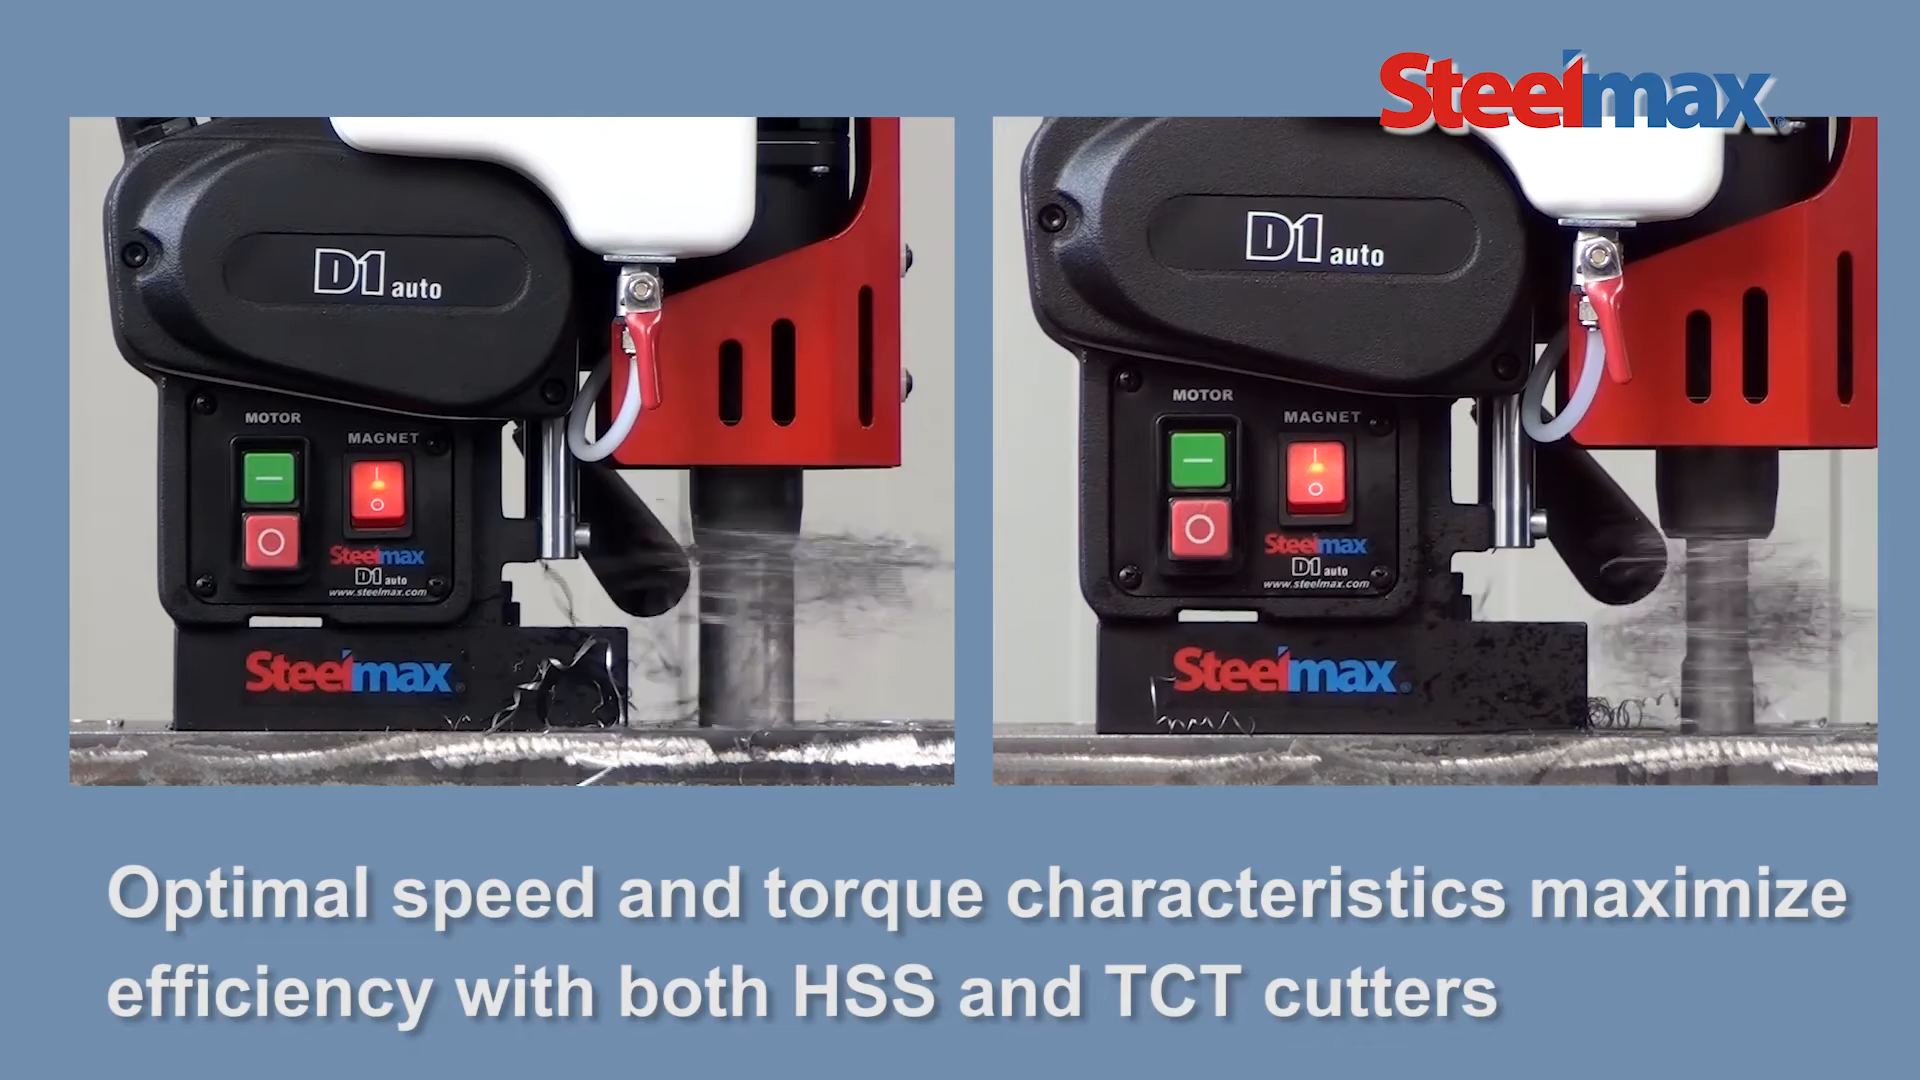 Steelmax®
D1 auto
MOTOR
MAGNET
Steelmax
D1 auto
www.steelmax.com
Steelmax®
D1 auto
MOTOR
MAGNET
Steelmax
D1 auto
www.steelmax.com
Steelmax®
Optimal speed and torque characteristics maximize
efficiency with both HSS and TCT cutters